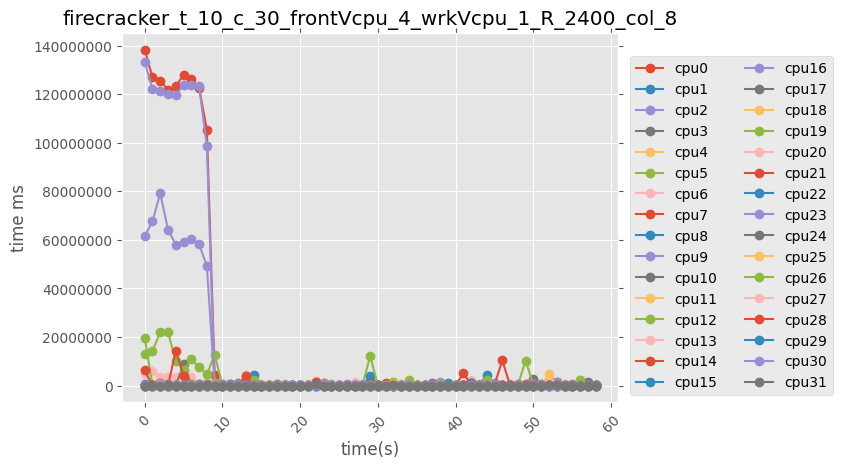 firecracker_t_10_c_30_frontVcpu_4_wrkVcpu_1_R_2400_col_8
140000000
120000000
100000000
80000000
60000000
40000000
20000000
0
time ms
0 10 20 30 40 50 60
time(s)
cpu0
cpu1
cpu2
cpu3
cpu4
cpu5
cpu6
cpu7
cpu8
cpu9
cpu10
cpu11
cpu12
cpu13
cpu14
cpu15
cpu16
cpu17
cpu18
cpu19
cpu20
cpu21
cpu22
cpu23
cpu24
cpu25
cpu26
cpu27
cpu28
cpu29
cpu30
cpu31